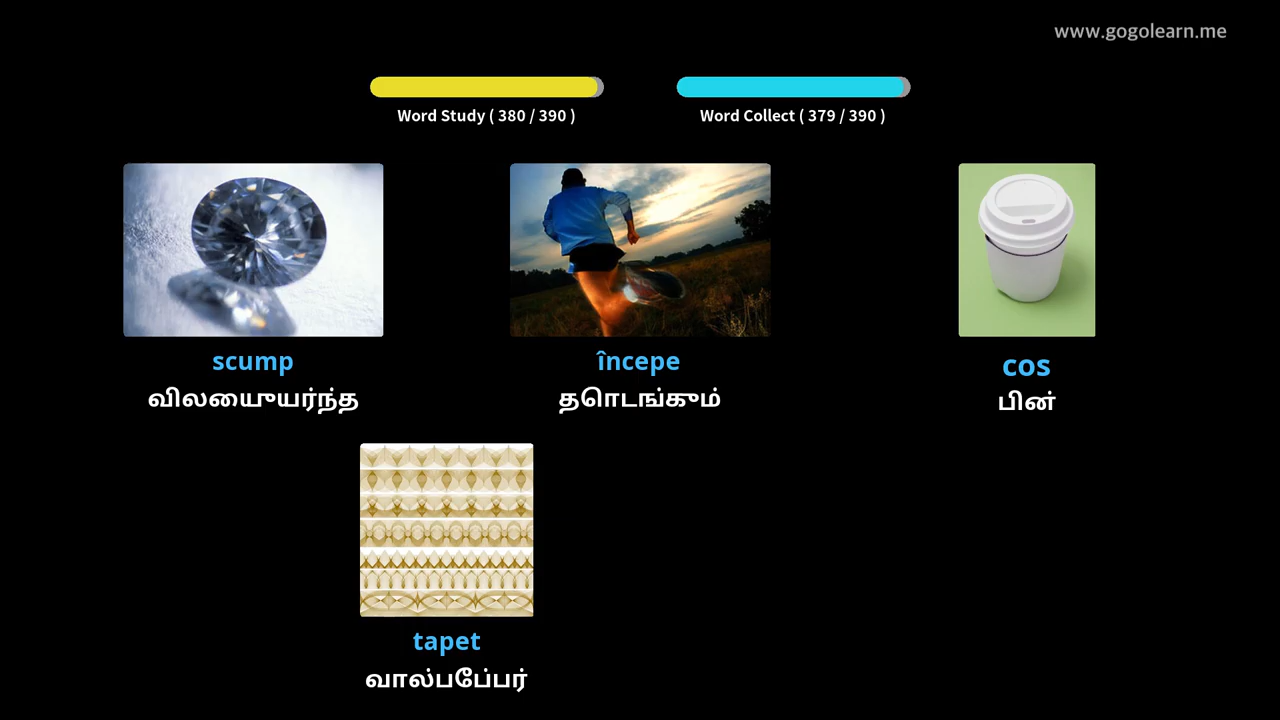 www.gogolearn.me
Word Study ( 380 / 390 )
Word Collect ( 379 / 390 )
scump
விலையுயர்ந்த
începe
தொடங்கும்
cos
பின்
tapet
வால்பேப்பர்